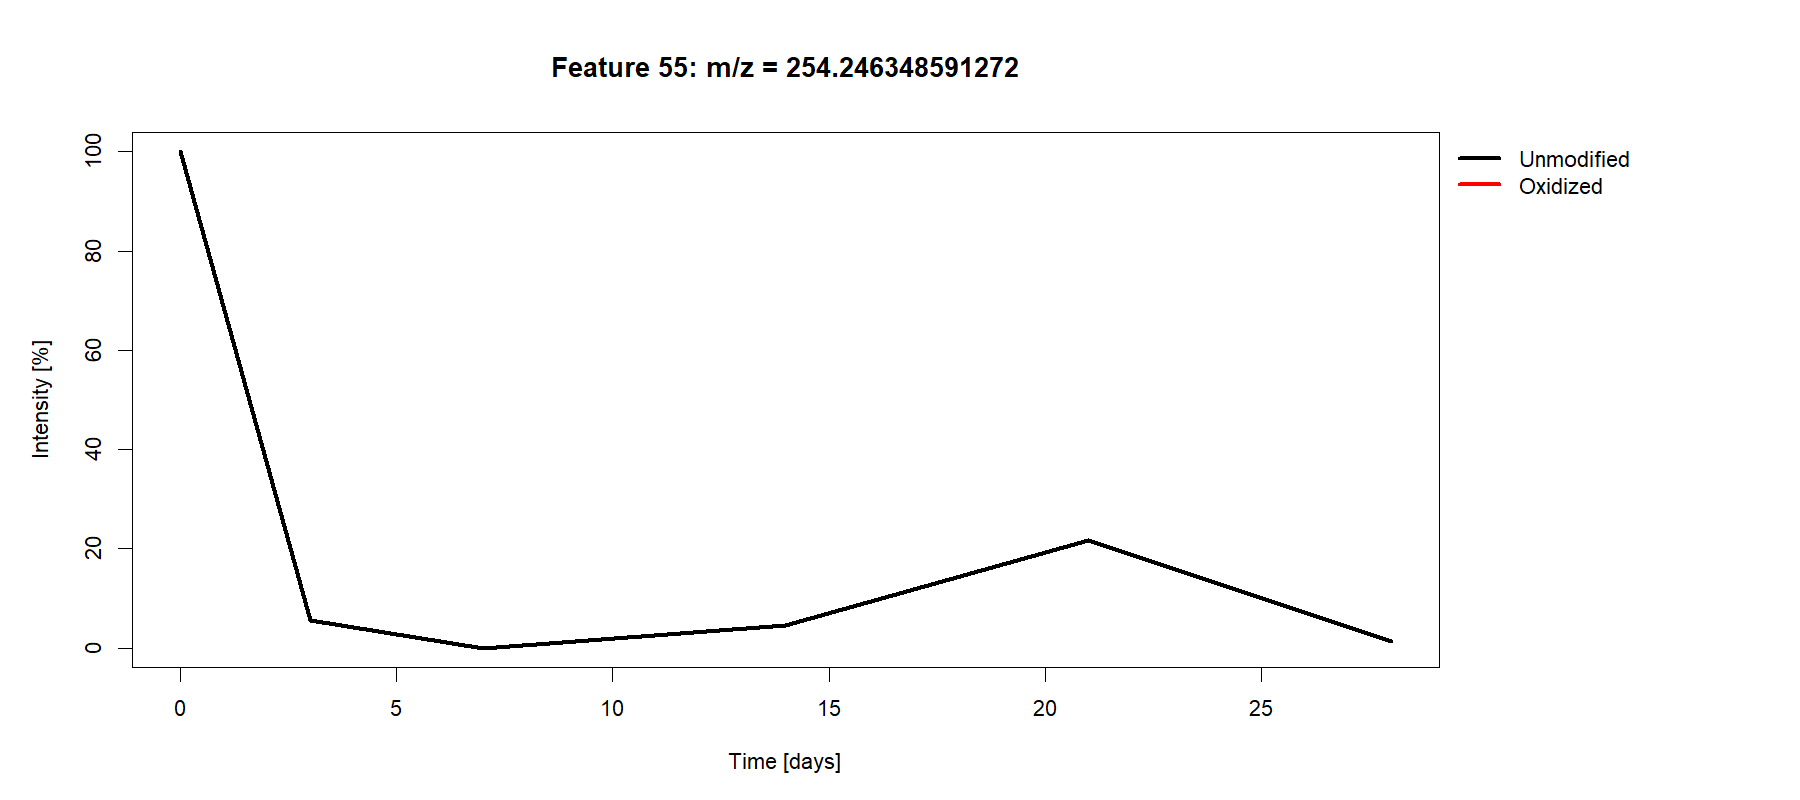 Feature 55: m/z = 254.246348591272
Unmodified
Oxidized
Intensity [%]
100
80
60
40
20
0
0 5 10 15 20 25
Time [days]